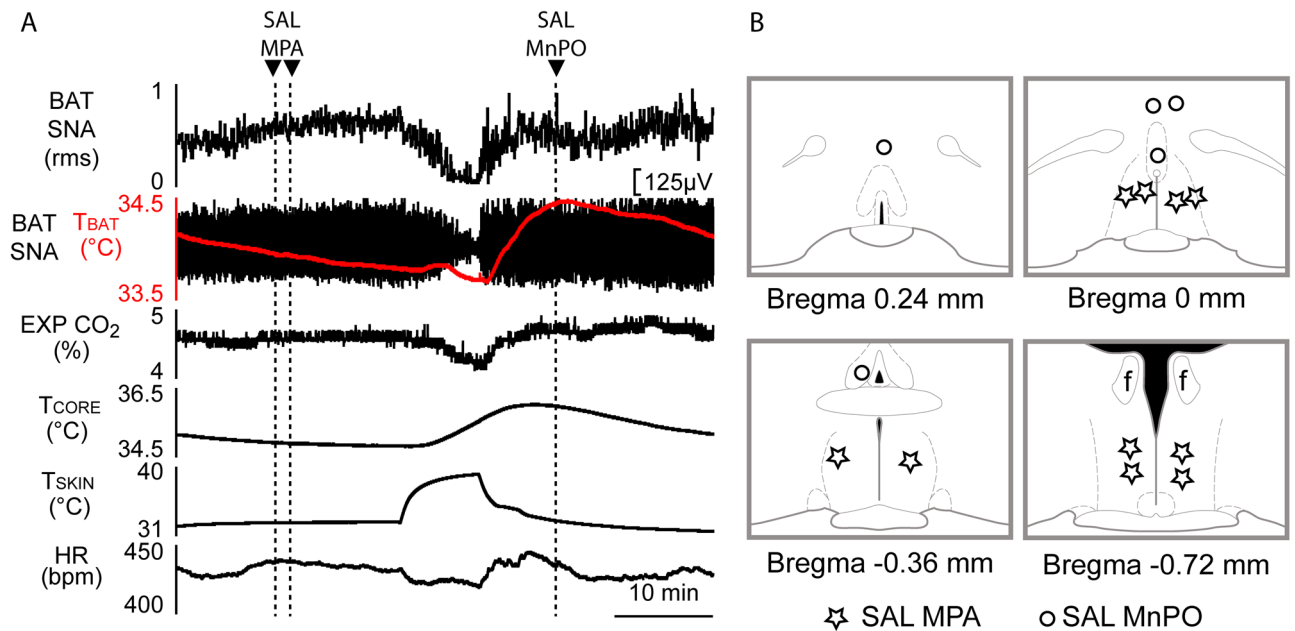 A
SAL
MPA
SAL
MnPO
BAT
SNA
(rms)
1
0
125µV
BAT
SNA
TBAT
(°C)
34.5
33.5
EXP CO2
(%)
5
4
TCORE
(°C)
36.5
34.5
TSKIN
(°C)
40
31
HR
(bpm)
450
400
10 min
B
Bregma 0.24 mm
Bregma 0 mm
f f
Bregma -0.36 mm
Bregma -0.72 mm
SAL MPA
SAL MnPO